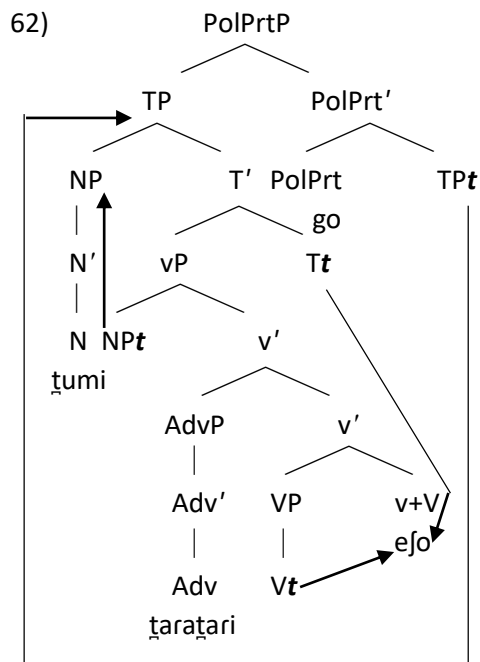 62) PolPrtP
TP PolPrt′
NP T′ PolPrt TPt
go
N′ vP Tt
N NPt v′
t̪umi
AdvP v′
Adv′ VP v+V
eʃo
Adv Vt
t̪arat̪ari